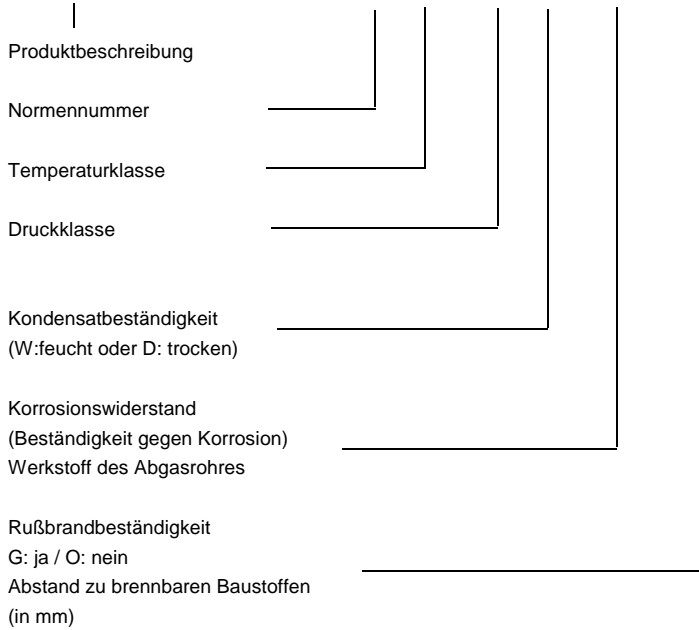 Produktbeschreibung
Normennummer
Temperaturklasse
Druckklasse
Kondensatbeständigkeit
(W:feucht oder D: trocken)
Korrosionswiderstand
(Beständigkeit gegen Korrosion)
Werkstoff des Abgasrohres
Rußbrandbeständigkeit
G: ja / O: nein
Abstand zu brennbaren Baustoffen
(in mm)